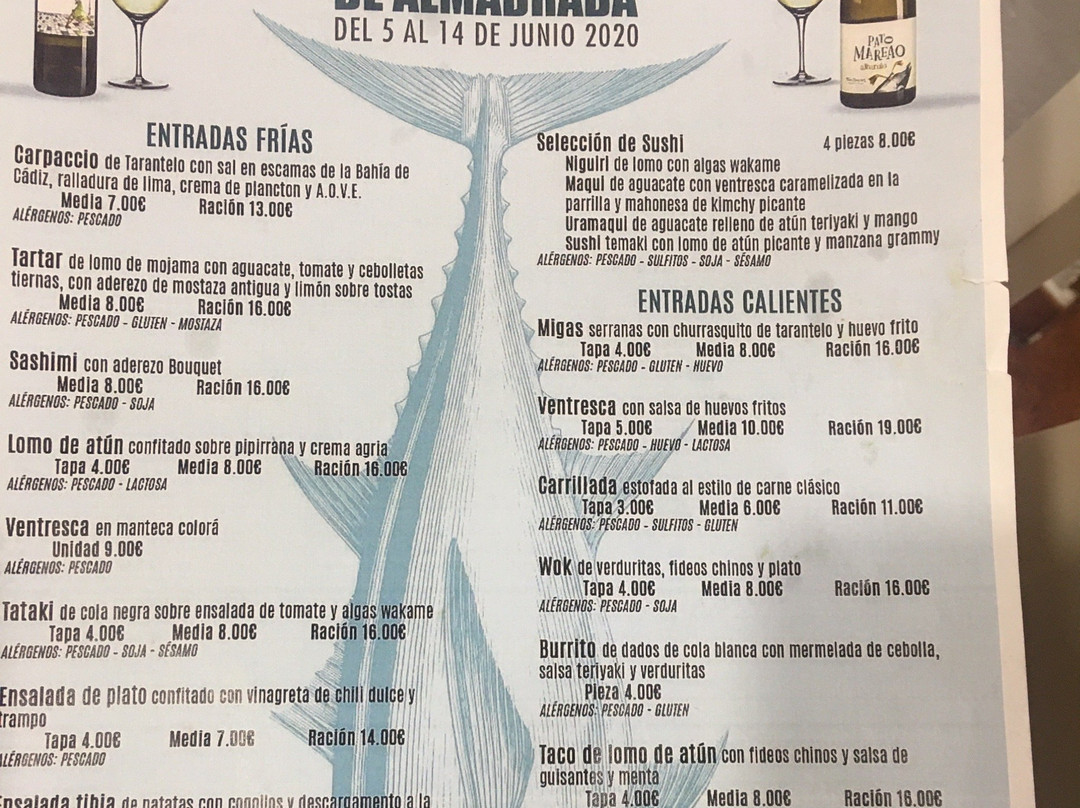 DE ALMADRABA
DEL 5 AL 14 DE JUNIO 2020
PATO
MAREAO
albariño
ENTRADAS FRÍAS
Carpaccio de Tarantelo con sal en escamas de la Bahía de
Cádiz, ralladura de lima, crema de plancton y A.O.V.E.
Media 7.00€ Ración 13.00€
ALÉRGENOS: PESCADO
Tartar de lomo de mojama con aguacate, tomate y cebolletas
tiernas, con aderezo de mostaza antigua y limón sobre tostas
Media 8.00€ Ración 16.00€
ALÉRGENOS: PESCADO - GLUTEN - MOSTAZA
Sashimi con aderezo Bouquet
Media 8.00€ Ración 16.00€
ALÉRGENOS: PESCADO - SOJA
Lomo de atún confitado sobre pipirrana y crema agria
Tapa 4.00€ Media 8.00€ Ración 16.00€
ALÉRGENOS: PESCADO - LACTOSA
Ventresca en manteca colorá
Unidad 9.00€
ALÉRGENOS: PESCADO
Tataki de cola negra sobre ensalada de tomate y algas wakame
Tapa 4.00€ Media 8.00€ Ración 16.00€
ALÉRGENOS: PESCADO - SOJA - SÉSAMO
Ensalada de plato confitado con vinagreta de chili dulce y
trampo
Tapa 4.00€ Media 7.00€ Ración 14.00€
ALÉRGENOS: PESCADO
Ensalada tibia de patatas con cogollos y descargamento a la
Selección de Sushi 4 piezas 8.00€
Niguiri de lomo con algas wakame
Maqui de aguacate con ventresca caramelizada en la
parrilla y mahonesa de kimchy picante
Uramaqui de aguacate relleno de atún teriyaki y mango
Sushi temaki con lomo de atún picante y manzana grammy
ALÉRGENOS: PESCADO - SULFITOS - SOJA - SÉSAMO
ENTRADAS CALIENTES
Migas serranas con churrasquito de tarantelo y huevo frito
Tapa 4.00€ Media 8.00€ Ración 16.00€
ALÉRGENOS: PESCADO - GLUTEN - HUEVO
Ventresca con salsa de huevos fritos
Tapa 5.00€ Media 10.00€ Ración 19.00€
ALÉRGENOS: PESCADO - HUEVO - LACTOSA
Carrillada estofada al estilo de carne clásico
Tapa 3.00€ Media 6.00€ Ración 11.00€
ALÉRGENOS: PESCADO - SULFITOS - GLUTEN
Wok de verduritas, fideos chinos y plato
Tapa 4.00€ Media 8.00€ Ración 16.00€
ALÉRGENOS: PESCADO - SOJA
Burrito de dados de cola blanca con mermelada de cebolla,
salsa teriyaki y verduritas
Pieza 4.00€
ALÉRGENOS: PESCADO - GLUTEN
Taco de lomo de atún con fideos chinos y salsa de
guisantes y menta
Tapa 4.00€ Media 8.00€ Ración 16.00€